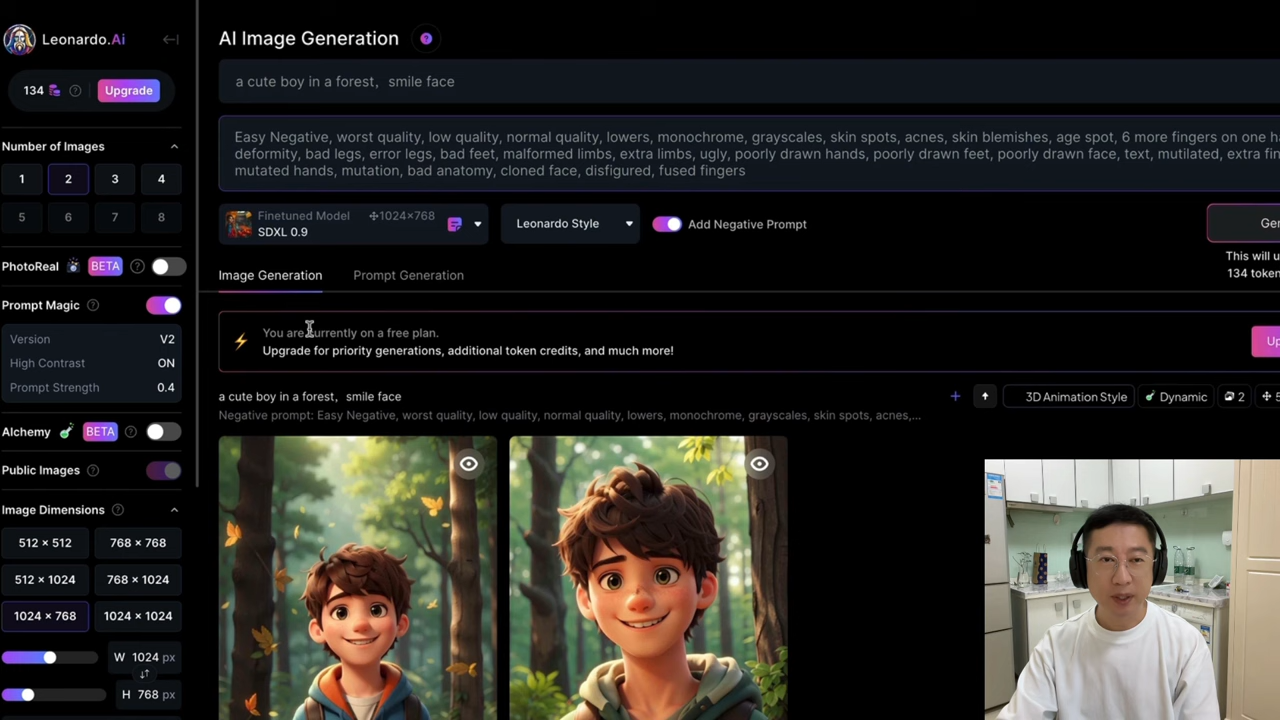 Leonardo.Ai
134
Upgrade
Number of Images
1 2 3 4
5 6 7 8
PhotoReal BETA
Prompt Magic
Version V2
High Contrast ON
Prompt Strength 0.4
Alchemy BETA
Public Images
Image Dimensions
512 × 512 768 × 768
512 × 1024 768 × 1024
1024 × 768 1024 × 1024
W 1024 px
H 768 px
AI Image Generation ?
a cute boy in a forest，smile face
Easy Negative, worst quality, low quality, normal quality, lowers, monochrome, grayscales, skin spots, acnes, skin blemishes, age spot, 6 more fingers on one
deformity, bad legs, error legs, bad feet, malformed limbs, extra limbs, ugly, poorly drawn hands, poorly drawn feet, poorly drawn face, text, mutilated, extra
mutated hands, mutation, bad anatomy, cloned face, disfigured, fused fingers
Finetuned Model 1024×768
SDXL 0.9
Leonardo Style
Add Negative Prompt
Ge
This will u
134 token
Image Generation Prompt Generation
You are currently on a free plan.
Upgrade for priority generations, additional token credits, and much more!
Up
a cute boy in a forest，smile face
Negative prompt: Easy Negative, worst quality, low quality, normal quality, lowers, monochrome, grayscales, skin spots, acnes,...
3D Animation Style
Dynamic
2
5